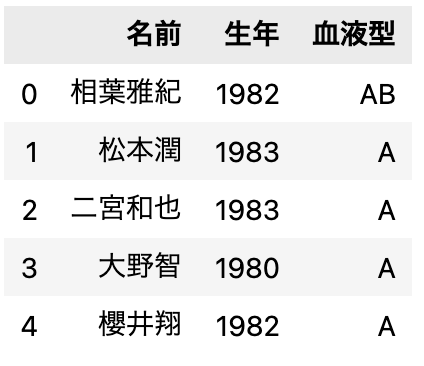 名前 生年 血液型
0 相葉雅紀 1982 AB
1 松本潤 1983 A
2 二宮和也 1983 A
3 大野智 1980 A
4 櫻井翔 1982 A